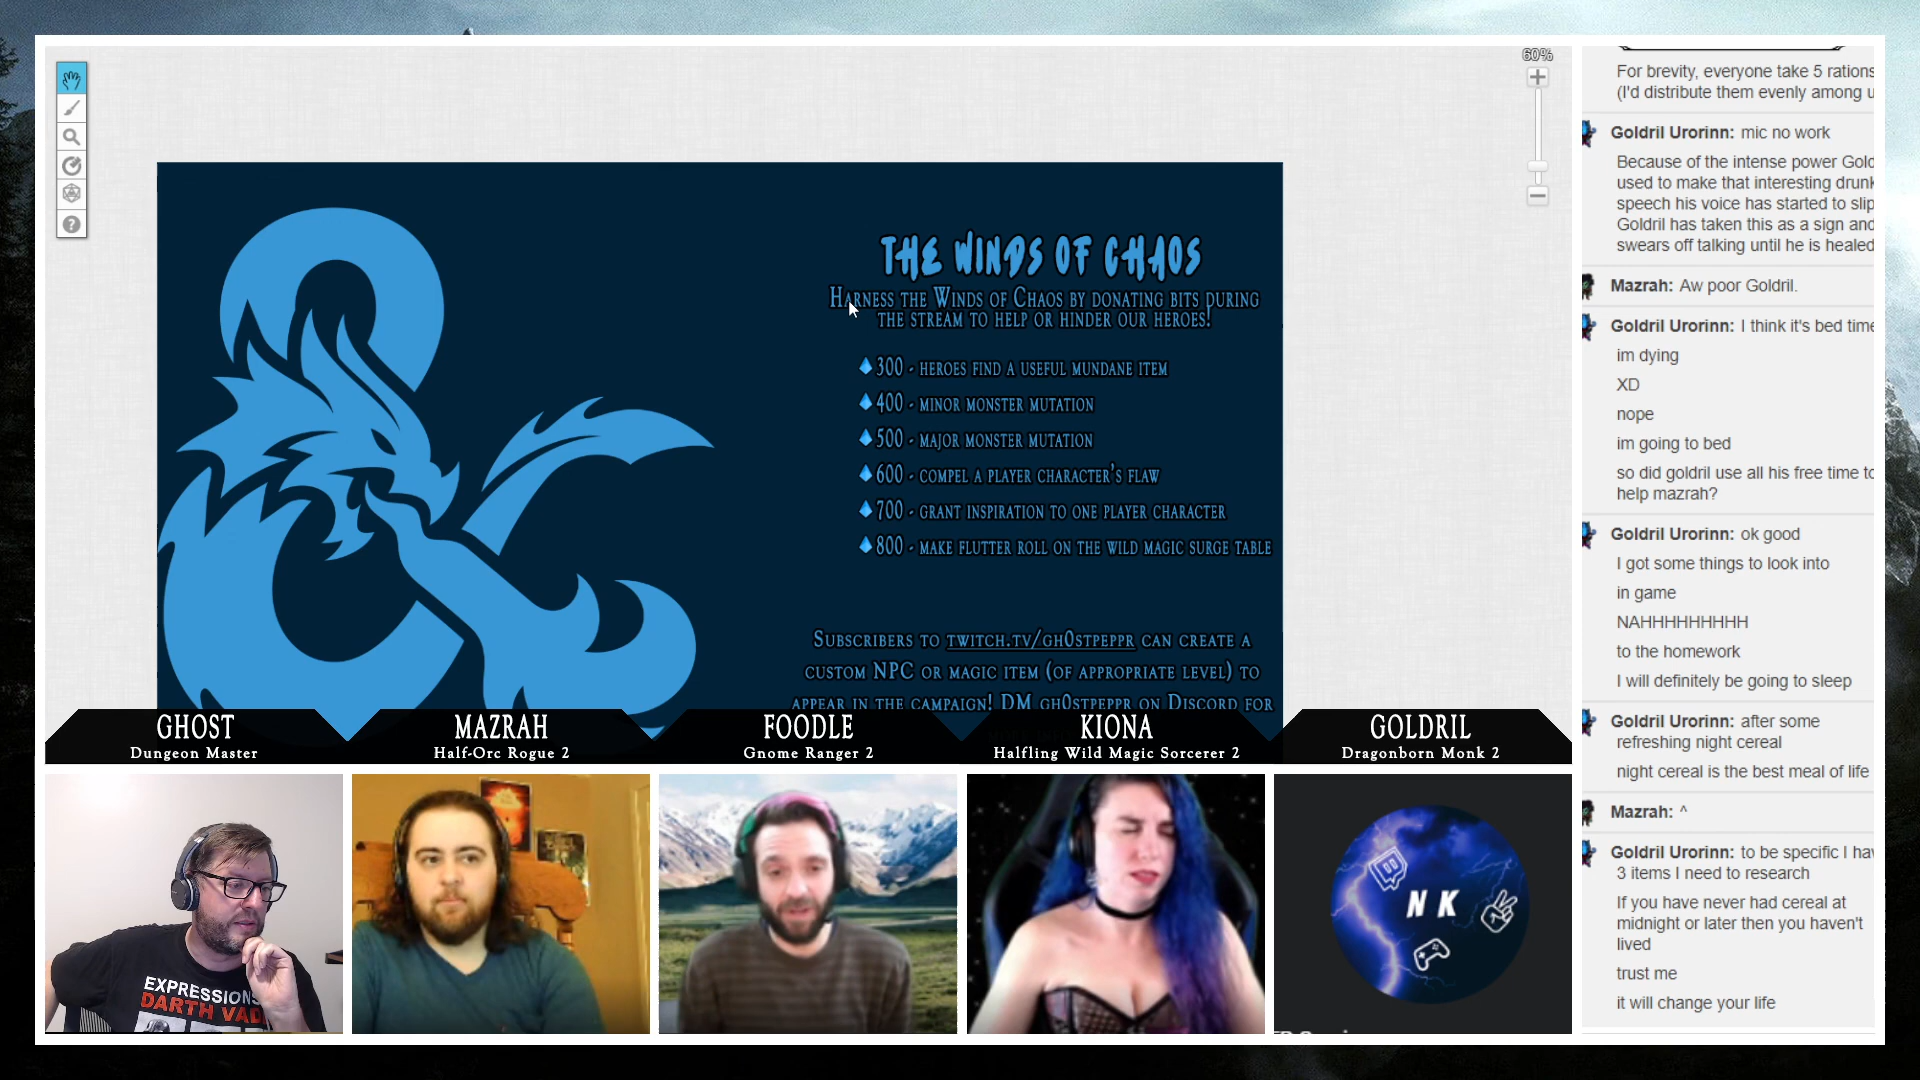 60%
THE WINDS OF CHAOS
HARNESS THE WINDS OF CHAOS BY DONATING BITS DURING
THE STREAM TO HELP OR HINDER OUR HEROES!
300 - HEROES FIND A USEFUL MUNDANE ITEM
400 - MINOR MONSTER MUTATION
500 - MAJOR MONSTER MUTATION
600 - COMPEL A PLAYER CHARACTER'S FLAW
700 - GRANT INSPIRATION TO ONE PLAYER CHARACTER
800 - MAKE FLUTTER ROLL ON THE WILD MAGIC SURGE TABLE
SUBSCRIBERS TO TWITCH.TV/GH0STPEPPR CAN CREATE A
CUSTOM NPC OR MAGIC ITEM (OF APPROPRIATE LEVEL) TO
APPEAR IN THE CAMPAIGN! DM GH0STPEPPR ON DISCORD FOR
GHOST
Dungeon Master
MAZRAH
Half-Orc Rogue 2
FOODLE
Gnome Ranger 2
KIONA
Halfling Wild Magic Sorcerer 2
GOLDRIL
Dragonborn Monk 2
EXPRESSIONS
DARTH VAD
N K
For brevity, everyone take 5 rations
(I'd distribute them evenly among u
Goldril Urorinn: mic no work
Because of the intense power Gold
used to make that interesting drunk
speech his voice has started to slip
Goldril has taken this as a sign and
swears off talking until he is healed
Mazrah: Aw poor Goldril.
Goldril Urorinn: I think it's bed time
im dying
XD
nope
im going to bed
so did goldril use all his free time to
help mazrah?
Goldril Urorinn: ok good
I got some things to look into
in game
NAHHHHHHHHH
to the homework
I will definitely be going to sleep
Goldril Urorinn: after some
refreshing night cereal
night cereal is the best meal of life
Mazrah: ^
Goldril Urorinn: to be specific I hav
3 items I need to research
If you have never had cereal at
midnight or later then you haven't
lived
trust me
it will change your life